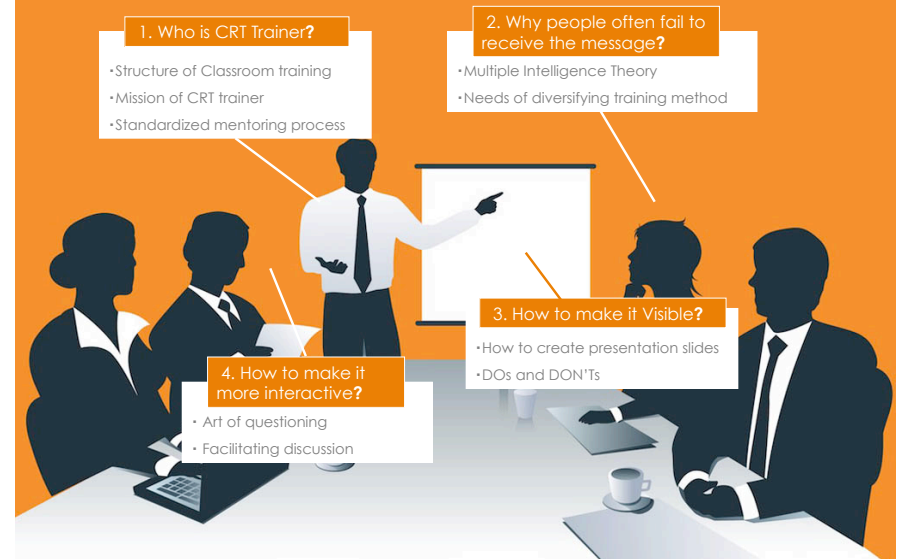 1. Who is CRT Trainer?
・Structure of Classroom training
・Mission of CRT trainer
・Standardized mentoring process
2. Why people often fail to
receive the message?
・Multiple Intelligence Theory
・Needs of diversifying training method
3. How to make it Visible?
・How to create presentation slides
・DOs and DON'Ts
4. How to make it
more interactive?
・ Art of questioning
・ Facilitating discussion